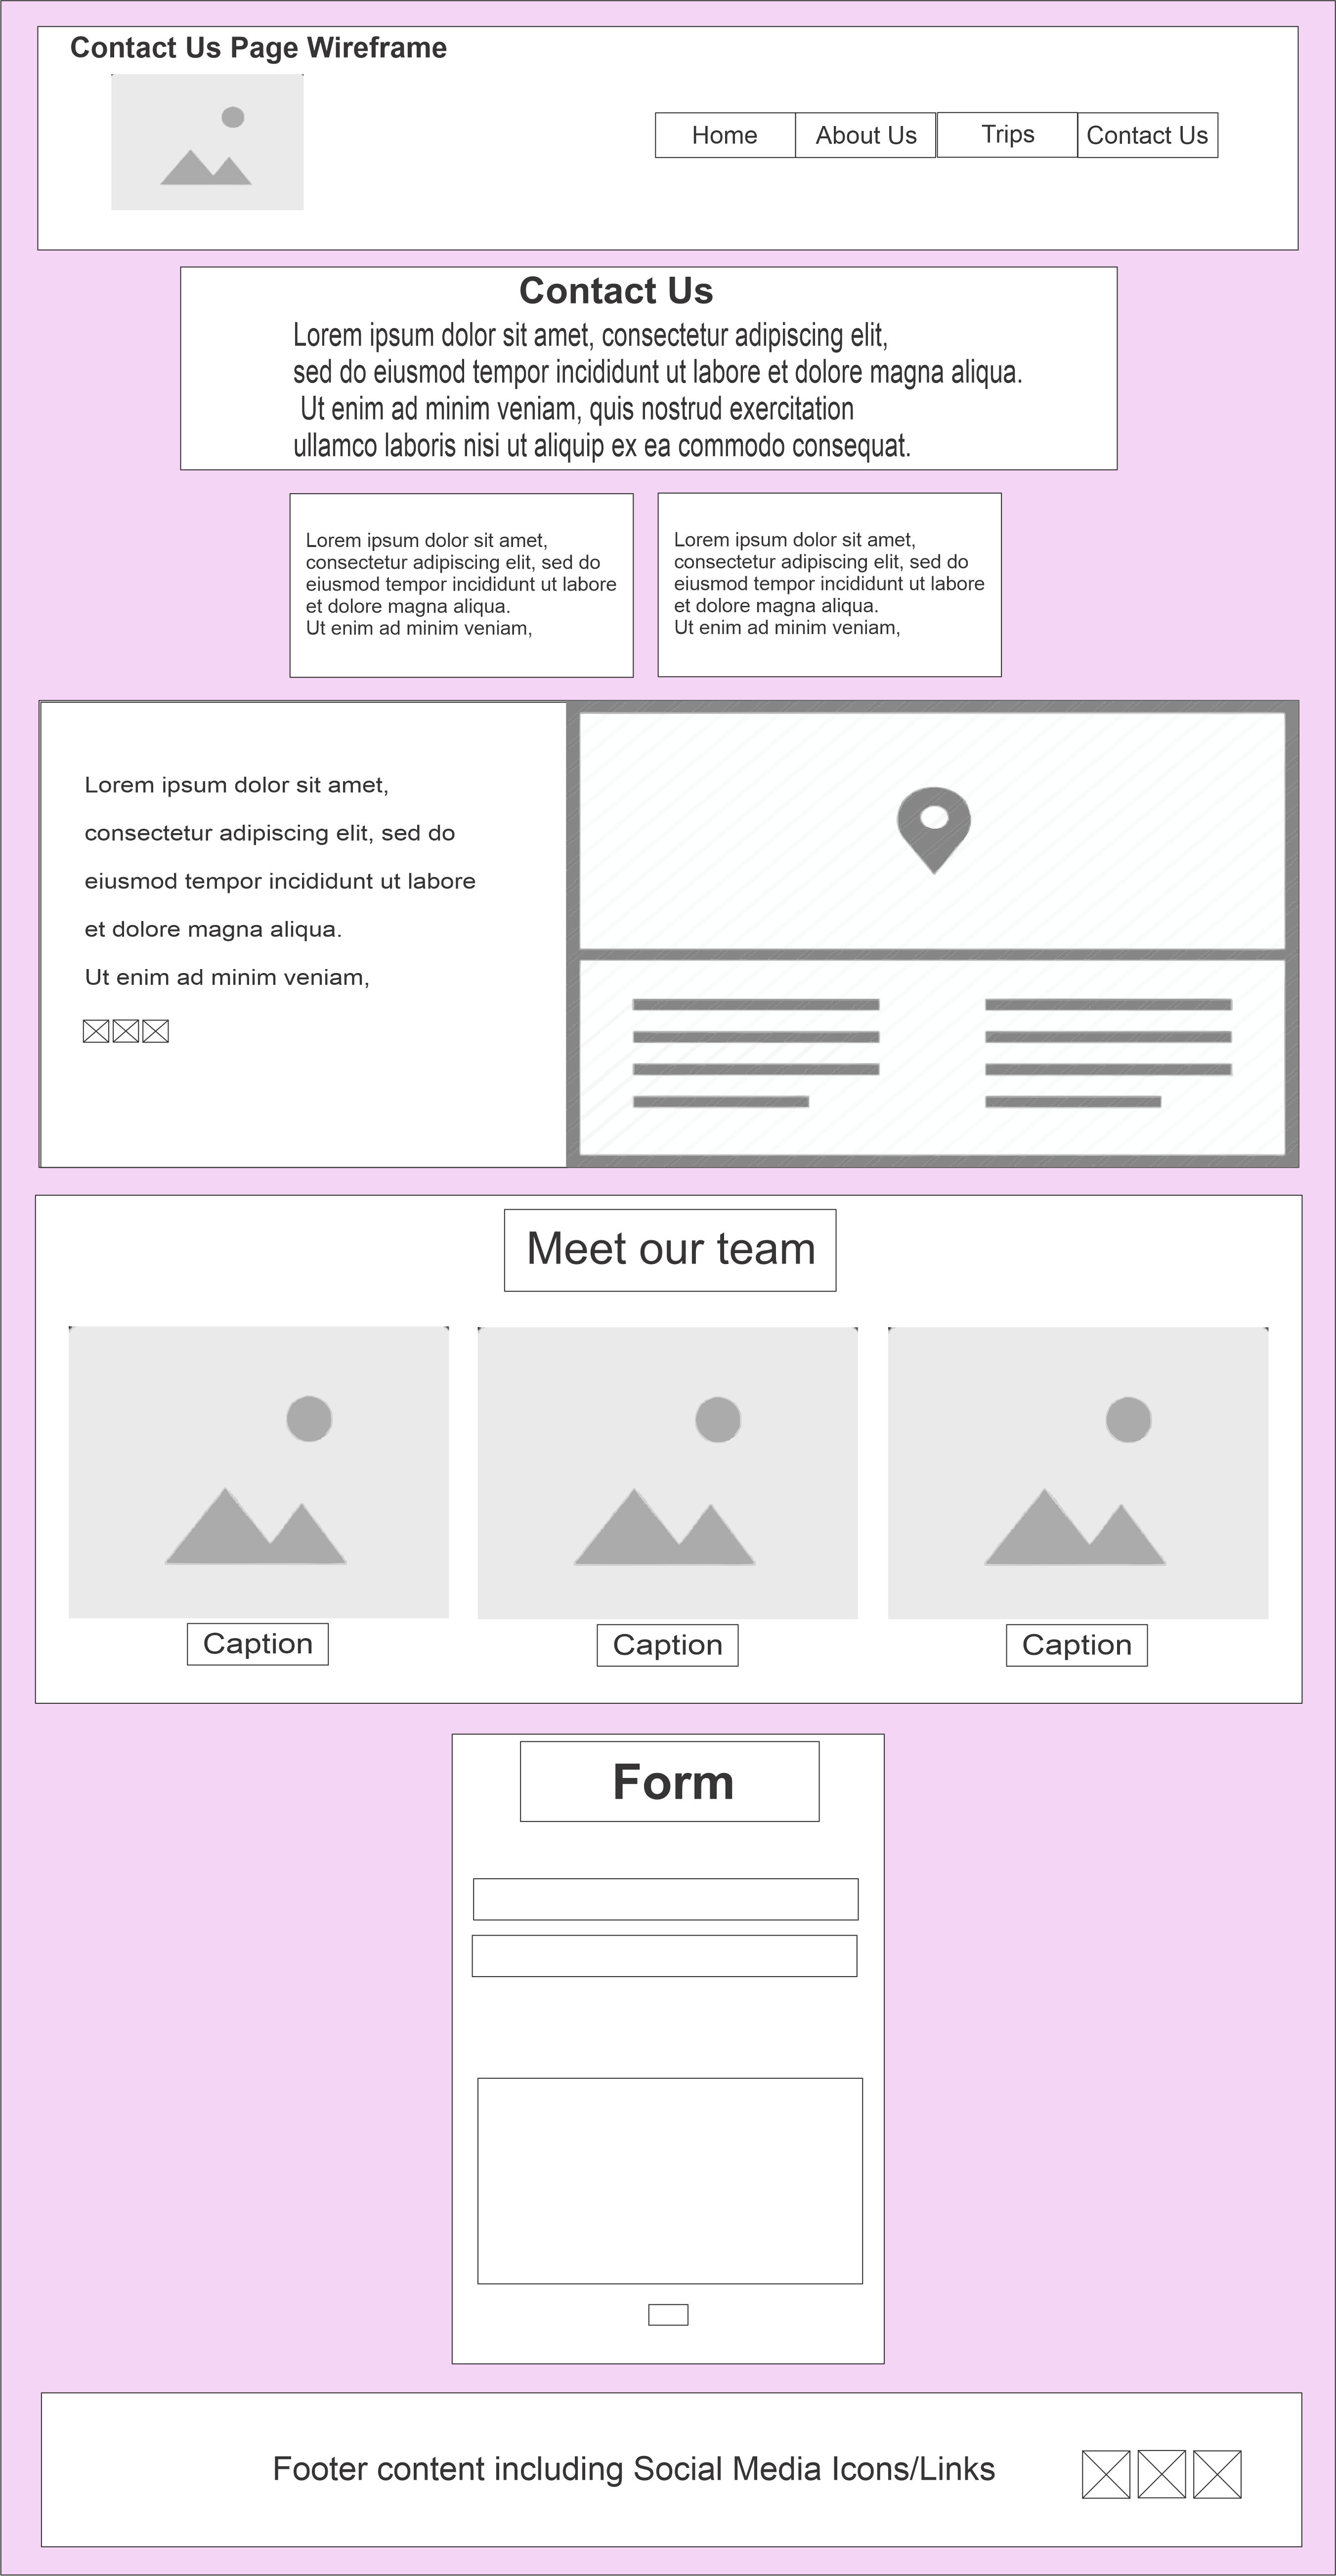 Contact Us Page Wireframe
Home
About Us
Trips
Contact Us
Contact Us
Lorem ipsum dolor sit amet, consectetur adipiscing elit,
sed do eiusmod tempor incididunt ut labore et dolore magna aliqua.
Ut enim ad minim veniam, quis nostrud exercitation
ullamco laboris nisi ut aliquip ex ea commodo consequat.
Lorem ipsum dolor sit amet,
consectetur adipiscing elit, sed do
eiusmod tempor incididunt ut labore
et dolore magna aliqua.
Ut enim ad minim veniam,
Lorem ipsum dolor sit amet,
consectetur adipiscing elit, sed do
eiusmod tempor incididunt ut labore
et dolore magna aliqua.
Ut enim ad minim veniam,
Lorem ipsum dolor sit amet,
consectetur adipiscing elit, sed do
eiusmod tempor incididunt ut labore
et dolore magna aliqua.
Ut enim ad minim veniam,
Meet our team
Caption
Caption
Caption
Form
Footer content including Social Media Icons/Links